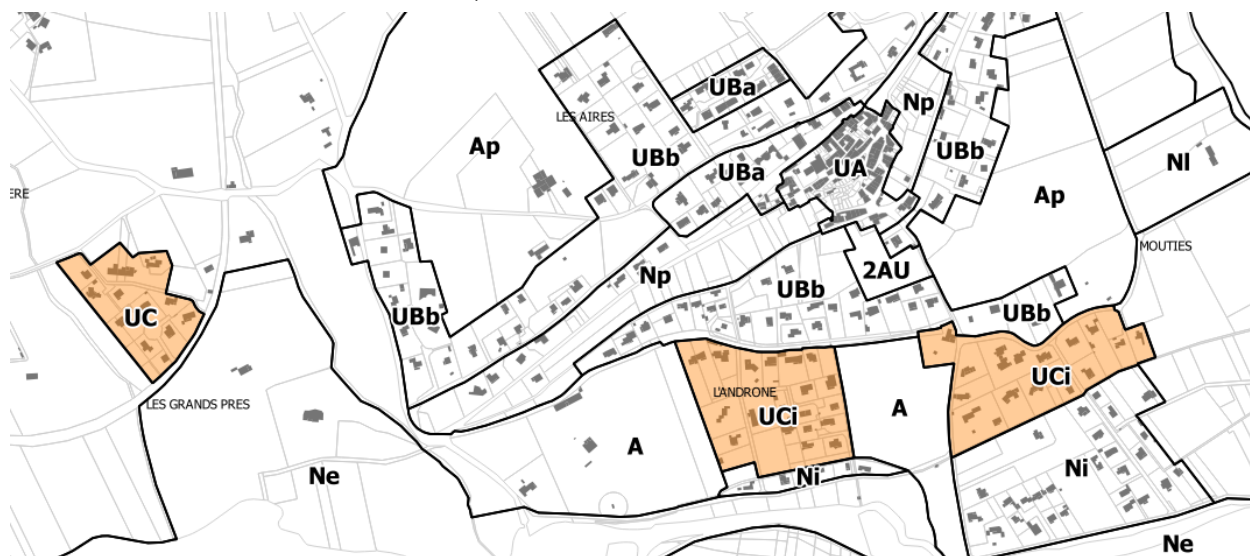 UBa
LES AIRES
Np
Ap
UBb
UBb
UBa
UA
Nl
Ap
ERE
MOUTIES
Np
2AU
UBb
UBb
UBb
UC
UCi
LES GRANDS PRES
L'ANDRONE
UCi
A
A
Ne
Ni
Ni
Ne